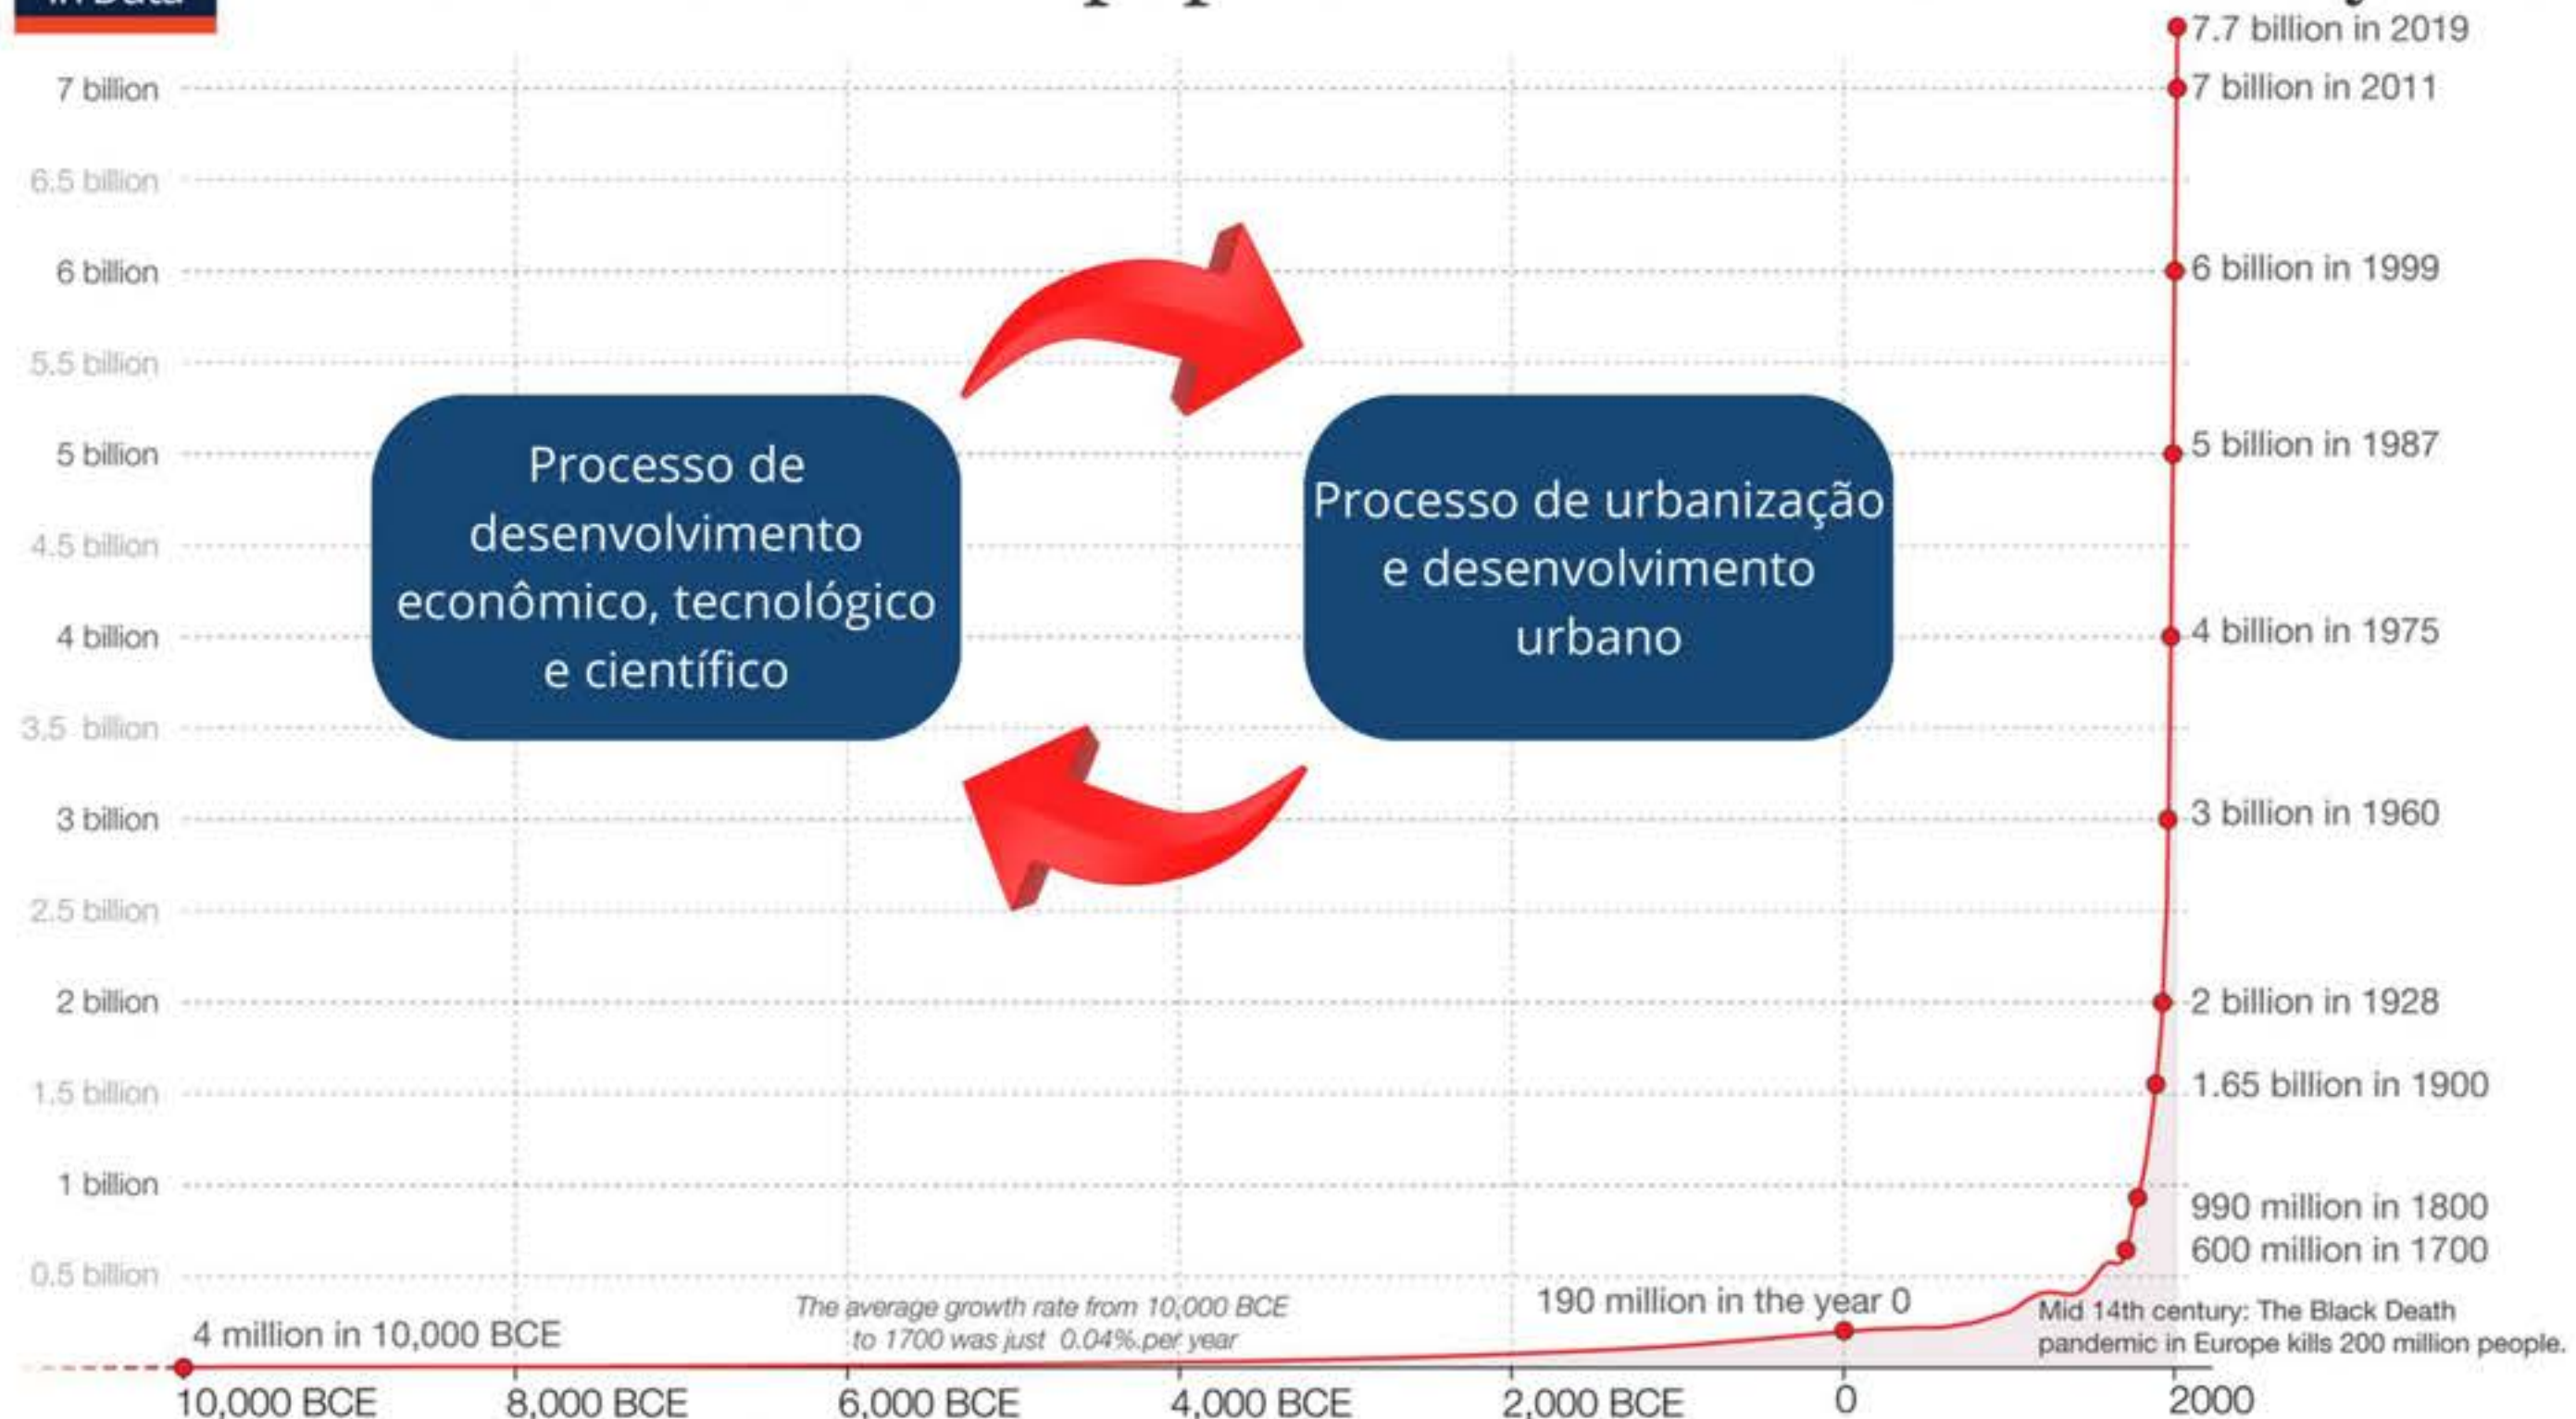 in Data
7.7 billion in 2019
7 billion
7 billion in 2011
6.5 billion
6 billion
6 billion in 1999
5.5 billion
5 billion
5 billion in 1987
Processo de
desenvolvimento
econômico, tecnológico
e científico
Processo de urbanização
e desenvolvimento
urbano
4.5 billion
4 billion
4 billion in 1975
3.5 billion
3 billion
3 billion in 1960
2.5 billion
2 billion
2 billion in 1928
1.5 billion
1.65 billion in 1900
1 billion
990 million in 1800
600 million in 1700
0.5 billion
The average growth rate from 10,000 BCE
to 1700 was just 0.04%.per year
190 million in the year 0
Mid 14th century: The Black Death
pandemic in Europe kills 200 million people.
4 million in 10,000 BCE
10,000 BCE
8,000 BCE
6,000 BCE
4,000 BCE
2,000 BCE
0
2000